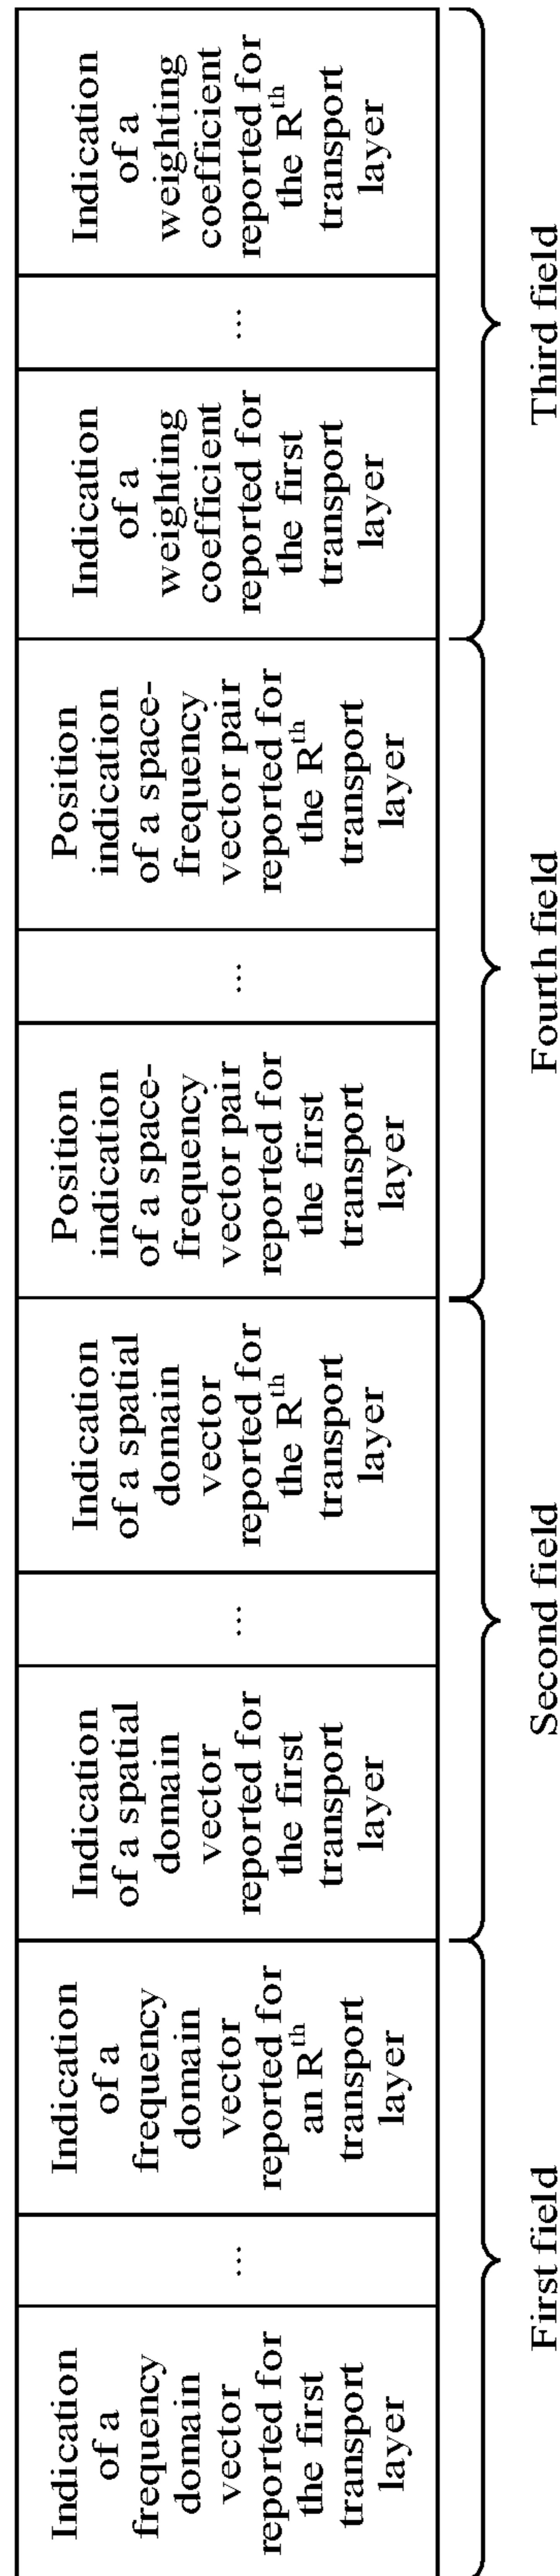 Indication
of a
frequency
domain
vector
reported for
the first
transport
layer
...
Indication
of a
frequency
domain
vector
reported for
an Rth
transport
layer
Indication
of a spatial
domain
vector
reported for
the first
transport
layer
...
Indication
of a spatial
domain
vector
reported for
the Rth
transport
layer
Position
indication
of a space-
frequency
vector pair
reported for
the first
transport
layer
...
Position
indication
of a space-
frequency
vector pair
reported for
the Rth
transport
layer
Indication
of a
weighting
coefficient
reported for
the first
transport
layer
...
Indication
of a
weighting
coefficient
reported for
the Rth
transport
layer
First field
Second field
Fourth field
Third field